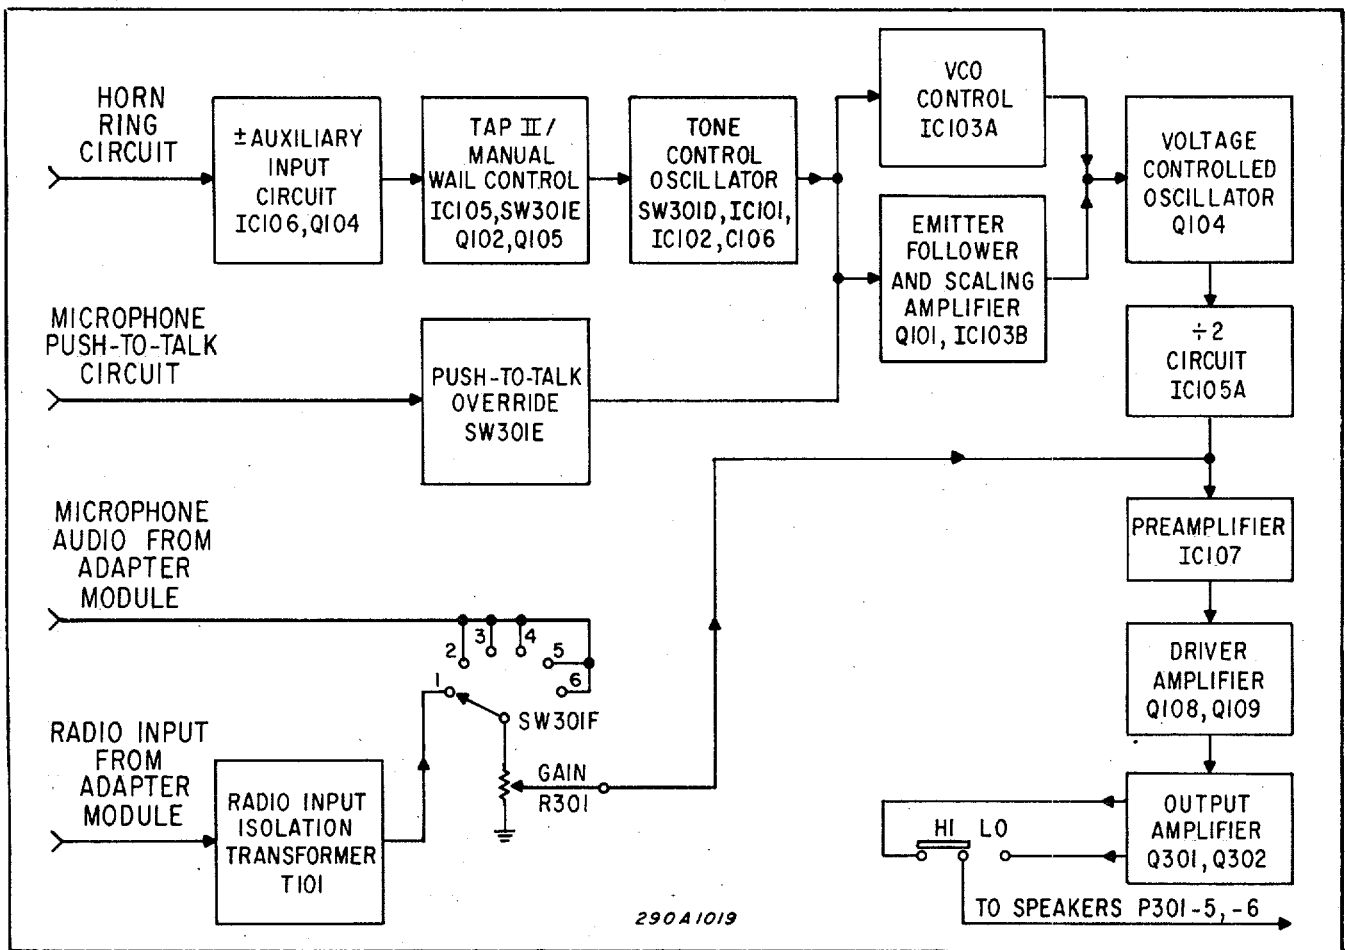 HORN
RING
CIRCUIT
± AUXILIARY
INPUT
CIRCUIT
IC106, Q104
TAP II /
MANUAL
WAIL CONTROL
IC105, SW301E
Q102, Q105
TONE
CONTROL
OSCILLATOR
SW301D, IC101,
IC102, C106
VCO
CONTROL
IC103A
EMITTER
FOLLOWER
AND SCALING
AMPLIFIER
Q101, IC103B
VOLTAGE
CONTROLLED
OSCILLATOR
Q104
÷2
CIRCUIT
IC105A
MICROPHONE
PUSH-TO-TALK
CIRCUIT
PUSH-TO-TALK
OVERRIDE
SW301E
MICROPHONE
AUDIO FROM
ADAPTER
MODULE
1
2
3
4
5
6
SW301F
PREAMPLIFIER
IC107
DRIVER
AMPLIFIER
Q108, Q109
RADIO INPUT
FROM
ADAPTER
MODULE
RADIO INPUT
ISOLATION
TRANSFORMER
T101
GAIN
R301
OUTPUT
AMPLIFIER
Q301, Q302
HI LO
TO SPEAKERS P301-5, -6
290A1019